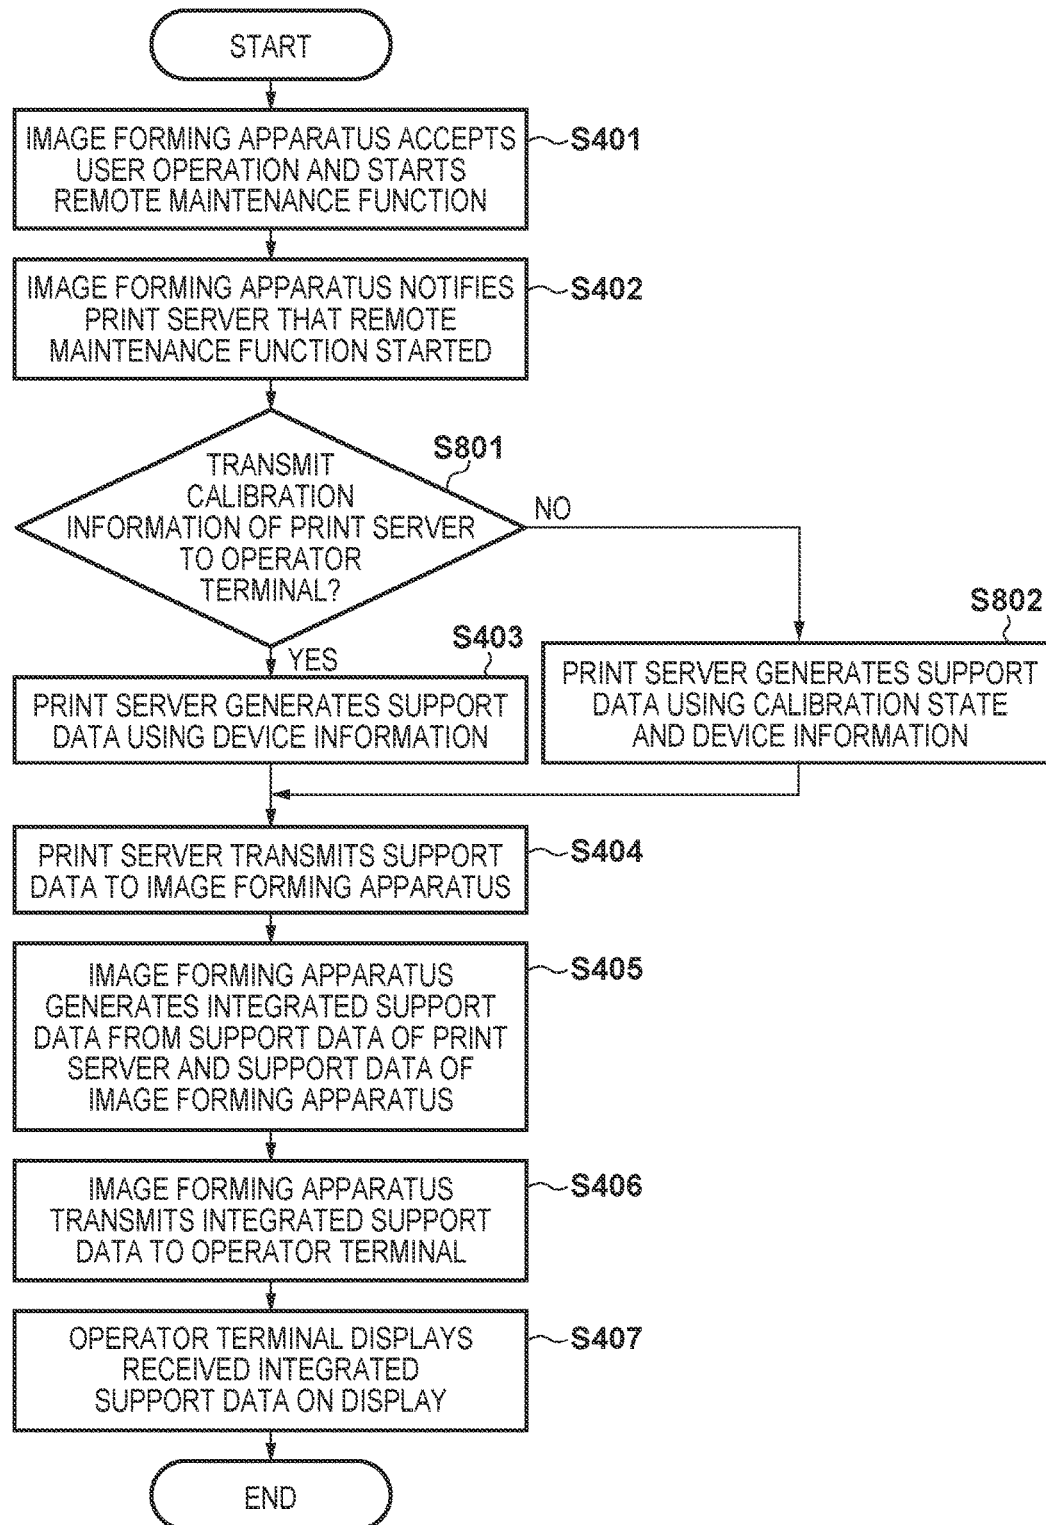 START
IMAGE FORMING APPARATUS ACCEPTS
USER OPERATION AND STARTS
REMOTE MAINTENANCE FUNCTION
S401
IMAGE FORMING APPARATUS NOTIFIES
PRINT SERVER THAT REMOTE
MAINTENANCE FUNCTION STARTED
S402
S801
TRANSMIT
CALIBRATION
INFORMATION OF PRINT SERVER
TO OPERATOR
TERMINAL?
NO
YES
S403
PRINT SERVER GENERATES SUPPORT
DATA USING DEVICE INFORMATION
S802
PRINT SERVER GENERATES SUPPORT
DATA USING CALIBRATION STATE
AND DEVICE INFORMATION
PRINT SERVER TRANSMITS SUPPORT
DATA TO IMAGE FORMING APPARATUS
S404
IMAGE FORMING APPARATUS
GENERATES INTEGRATED SUPPORT
DATA FROM SUPPORT DATA OF PRINT
SERVER AND SUPPORT DATA OF
IMAGE FORMING APPARATUS
S405
IMAGE FORMING APPARATUS
TRANSMITS INTEGRATED SUPPORT
DATA TO OPERATOR TERMINAL
S406
OPERATOR TERMINAL DISPLAYS
RECEIVED INTEGRATED
SUPPORT DATA ON DISPLAY
S407
END